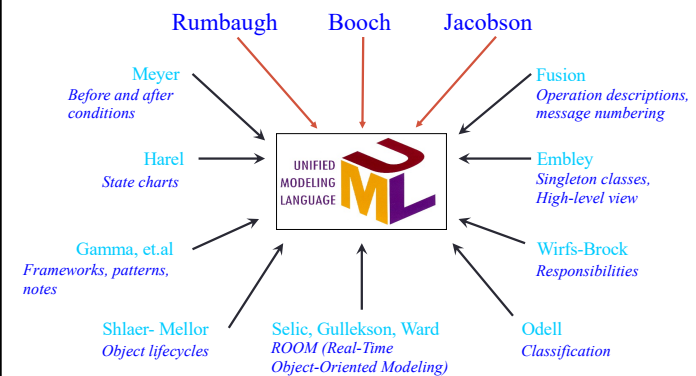 Rumbaugh
Booch
Jacobson
Meyer
Before and after
conditions
Fusion
Operation descriptions,
message numbering
Harel
State charts
UNIFIED
MODELING
LANGUAGE
UML
Embley
Singleton classes,
High-level view
Gamma, et.al
Frameworks, patterns,
notes
Wirfs-Brock
Responsibilities
Shlaer- Mellor
Object lifecycles
Selic, Gullekson, Ward
ROOM (Real-Time
Object-Oriented Modeling)
Odell
Classification